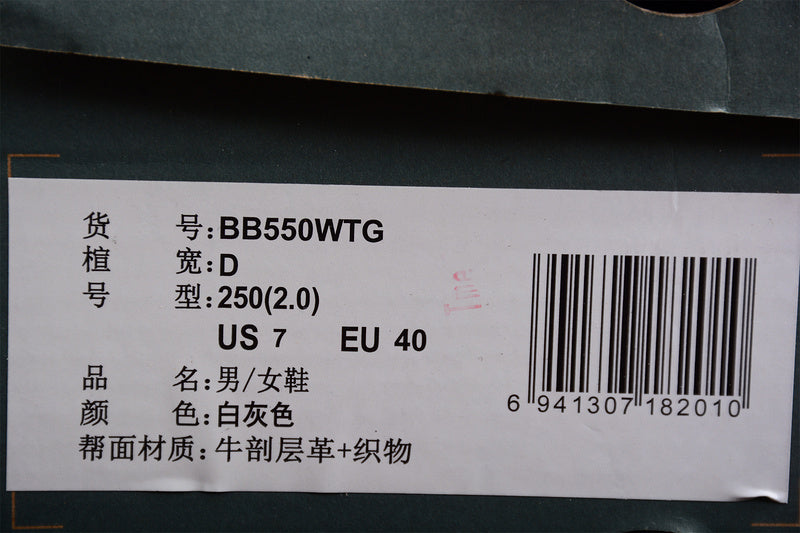 货 号:BB550WTG
楦 宽:D
号 型:250(2.0)
US 7 EU 40
品 名:男/女鞋
颜 色:白灰色
帮面材质:牛剖层革+织物
6 941307 182010